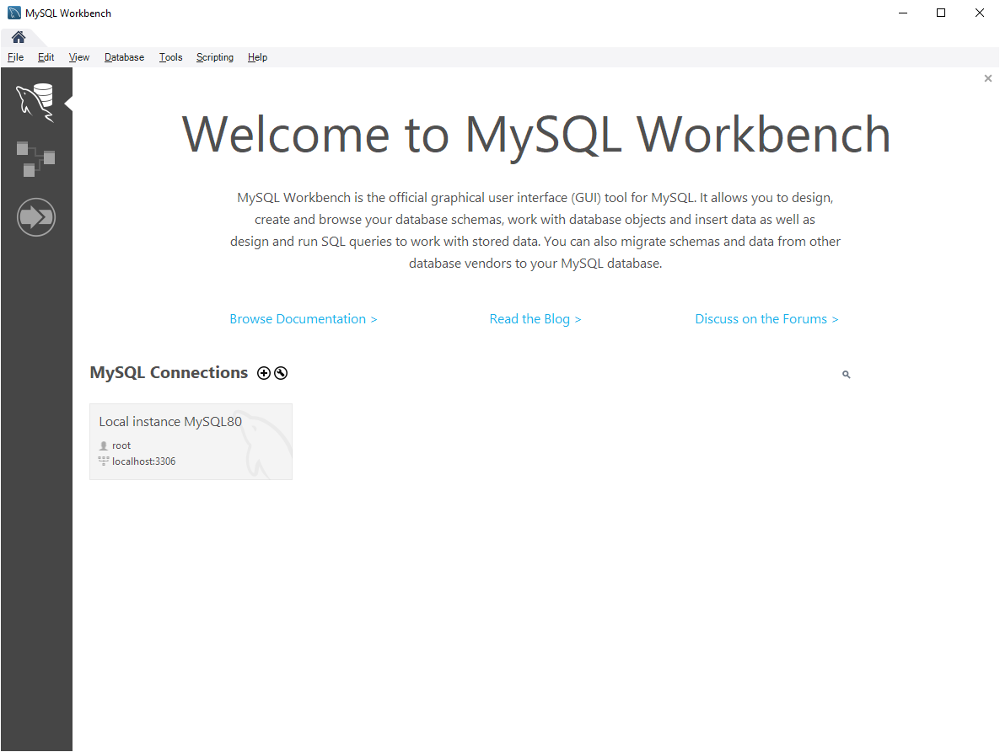 MySQL Workbench
File Edit View Database Tools Scripting Help
Welcome to MySQL Workbench
MySQL Workbench is the official graphical user interface (GUI) tool for MySQL. It allows you to design,
create and browse your database schemas, work with database objects and insert data as well as
design and run SQL queries to work with stored data. You can also migrate schemas and data from other
database vendors to your MySQL database.
Browse Documentation > Read the Blog > Discuss on the Forums >
MySQL Connections
Local instance MySQL80
root
localhost:3306